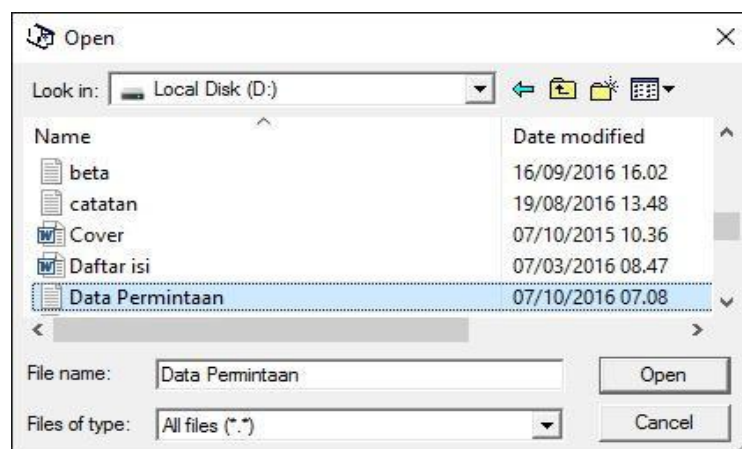 Open
Look in: Local Disk (D:)
Name Date modified
beta 16/09/2016 16.02
catatan 19/08/2016 13.48
Cover 07/10/2015 10.36
Daftar isi 07/03/2016 08.47
Data Permintaan 07/10/2016 07.08
File name: Data Permintaan Open
Files of type: All files (*.*) Cancel